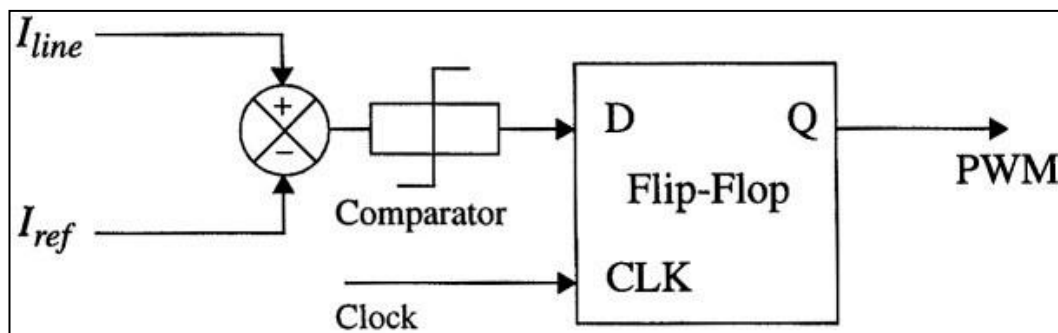 I_line
+
−
D
Q
PWM
Flip-Flop
Comparator
I_ref
CLK
Clock